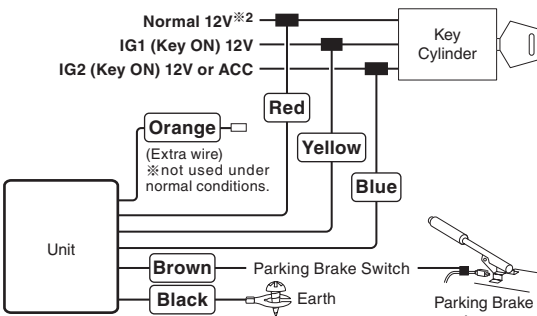 Normal 12V※2
IG1 (Key ON) 12V
IG2 (Key ON) 12V or ACC
Key
Cylinder
Red
Orange
(Extra wire)
※not used under
normal conditions.
Yellow
Blue
Unit
Brown
Parking Brake Switch
Black
Earth
Parking Brake